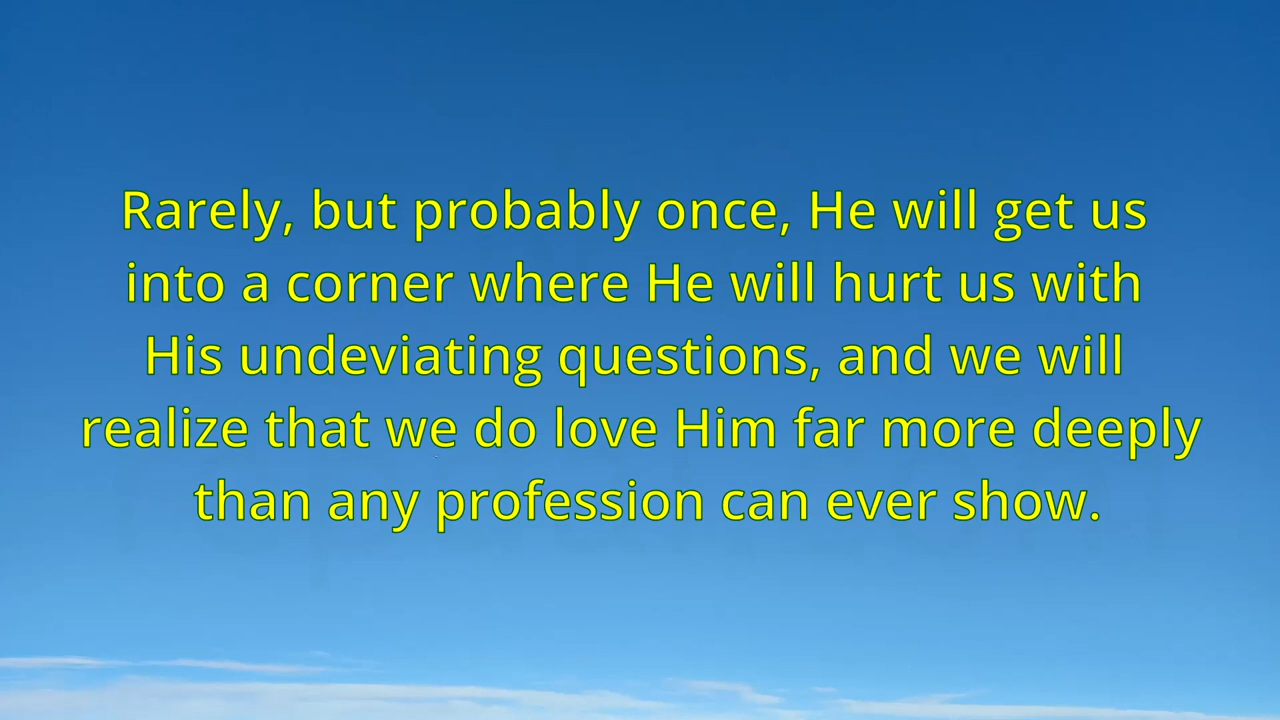 Rarely, but probably once, He will get us
into a corner where He will hurt us with
His undeviating questions, and we will
realize that we do love Him far more deeply
than any profession can ever show.